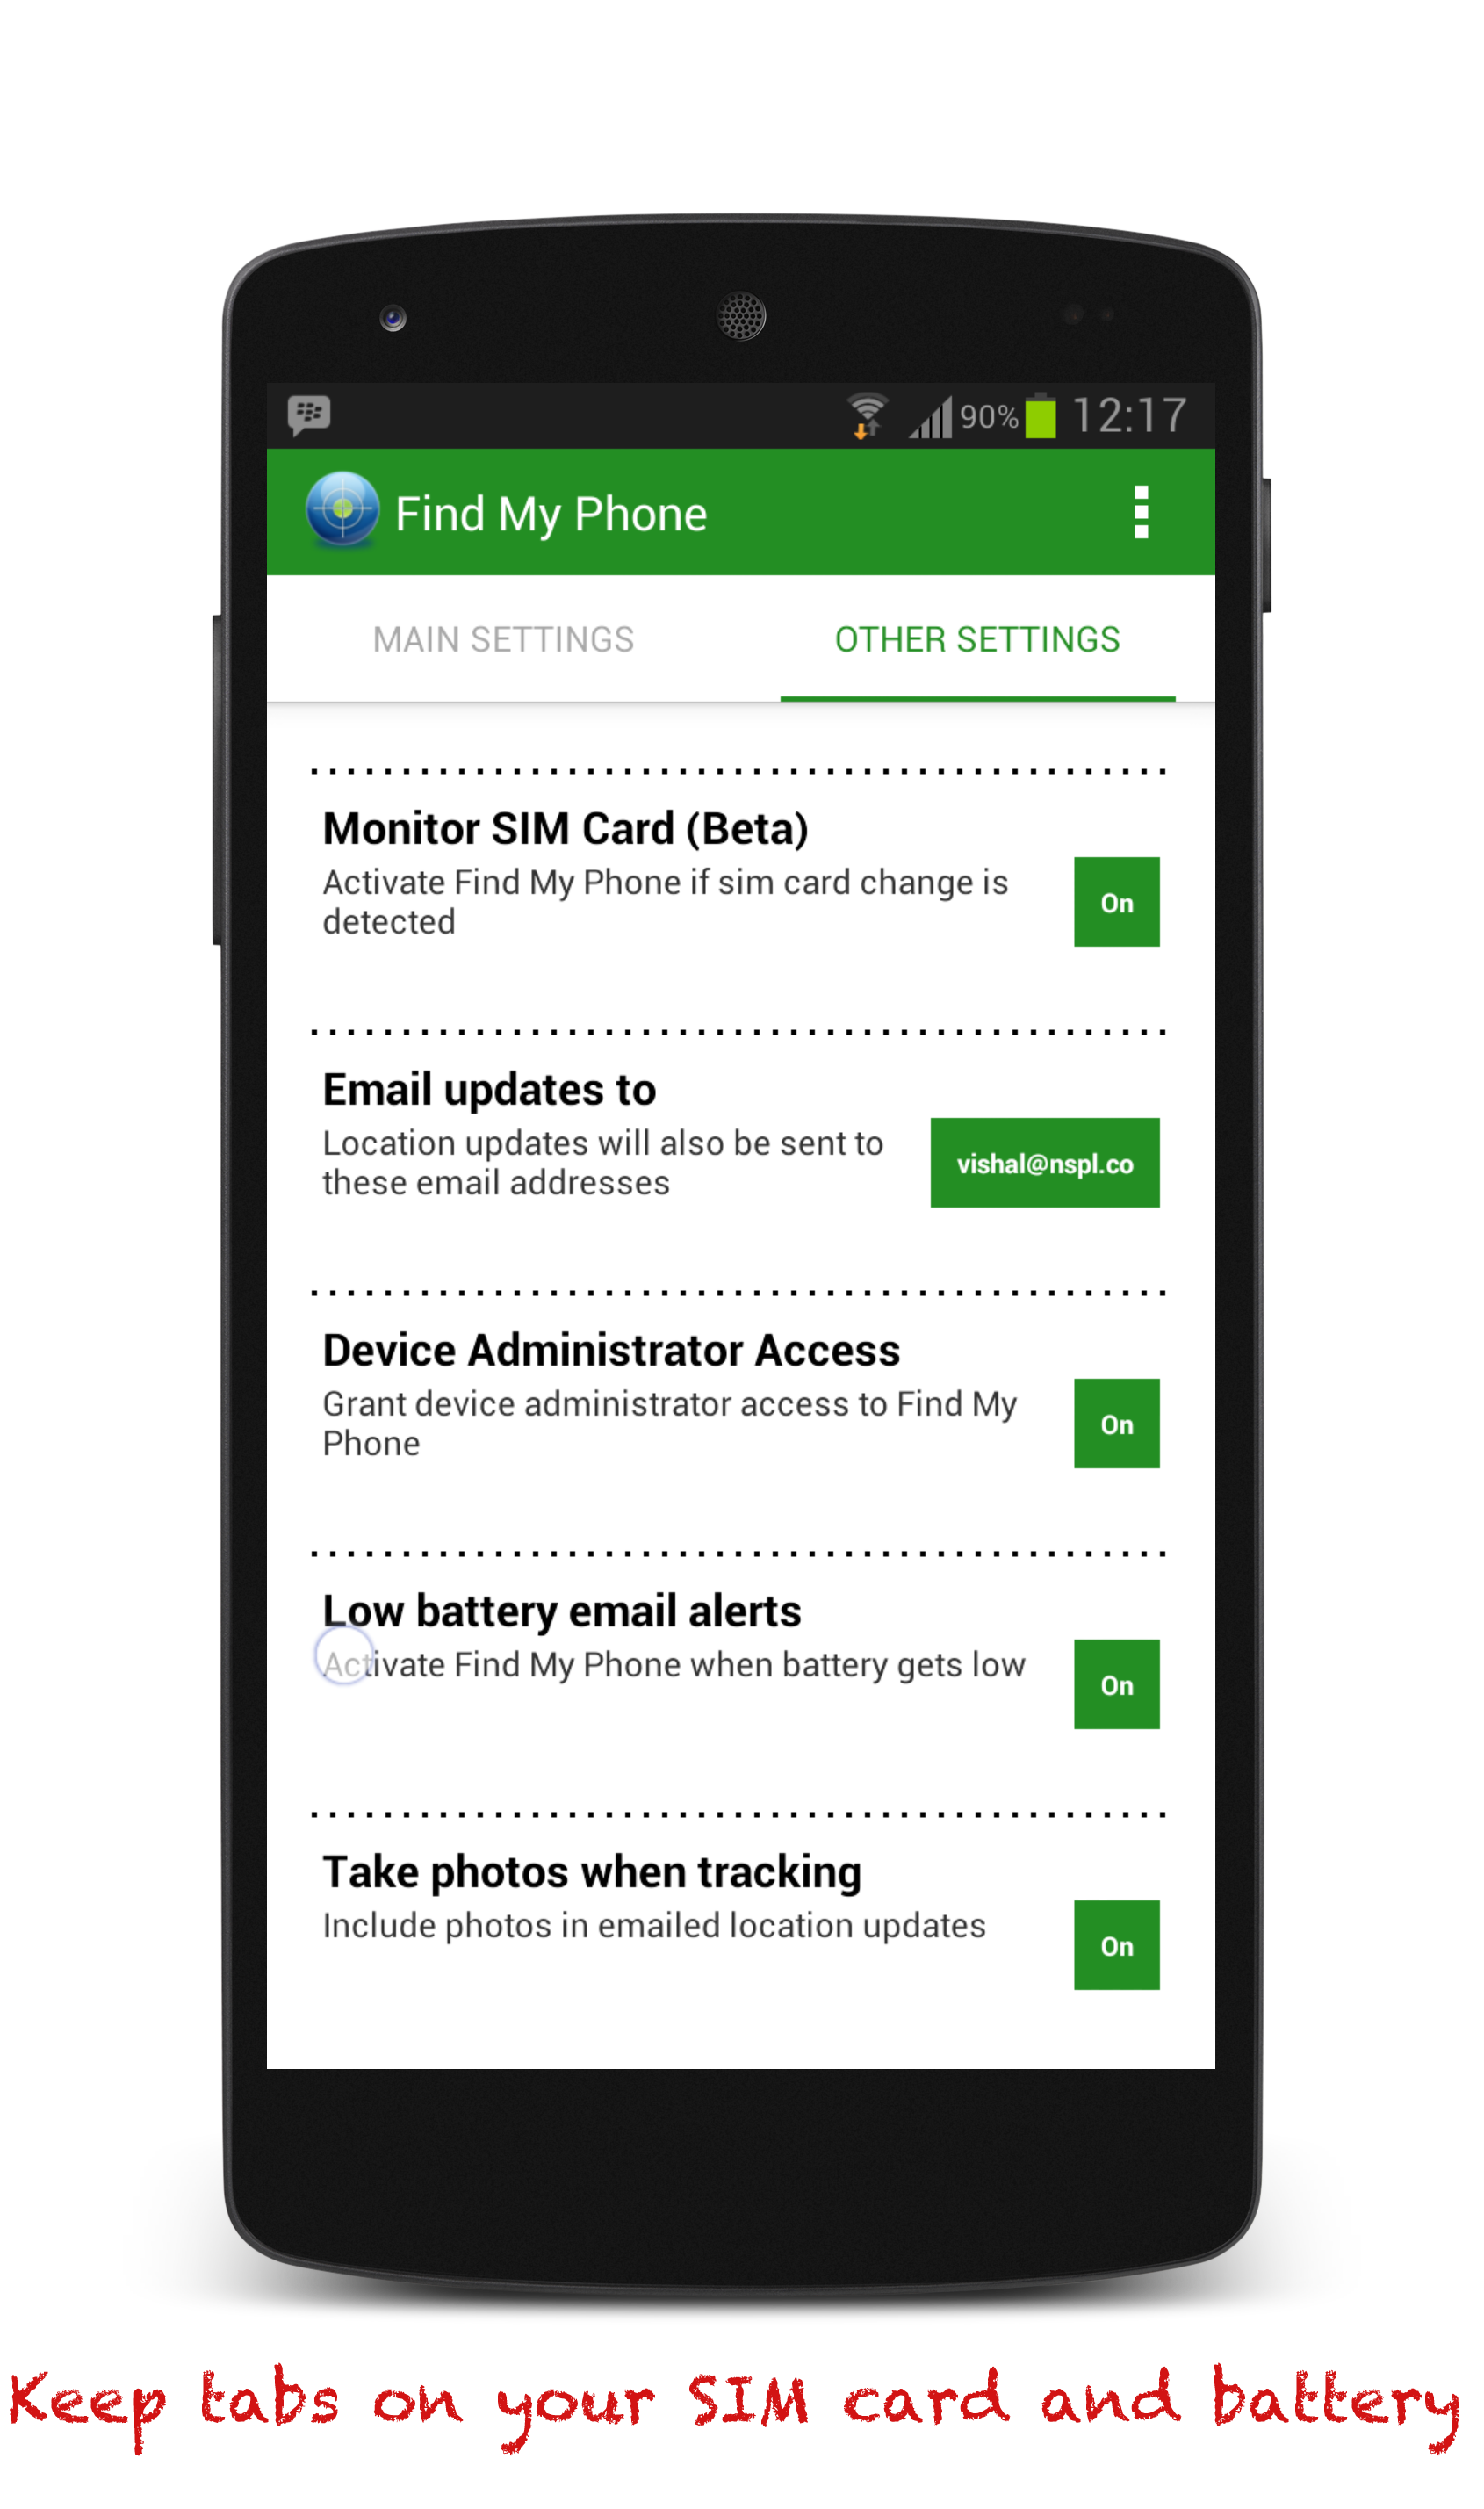 90% 12:17
Find My Phone
MAIN SETTINGS OTHER SETTINGS
Monitor SIM Card (Beta)
Activate Find My Phone if sim card change is
detected
On
Email updates to
Location updates will also be sent to
these email addresses
vishal@nspl.co
Device Administrator Access
Grant device administrator access to Find My
Phone
On
Low battery email alerts
Activate Find My Phone when battery gets low
On
Take photos when tracking
Include photos in emailed location updates
On
Keep tabs on your SIM card and battery